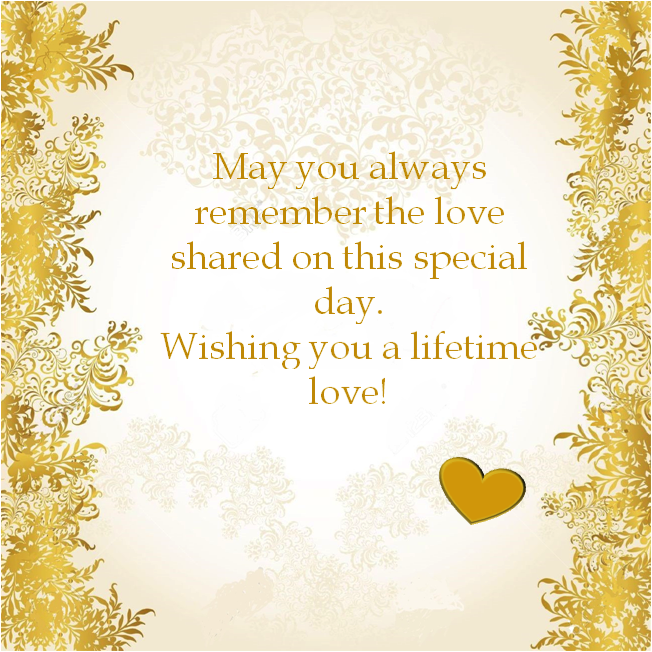 May you always
remember the love
shared on this special
day.
Wishing you a lifetime
love!